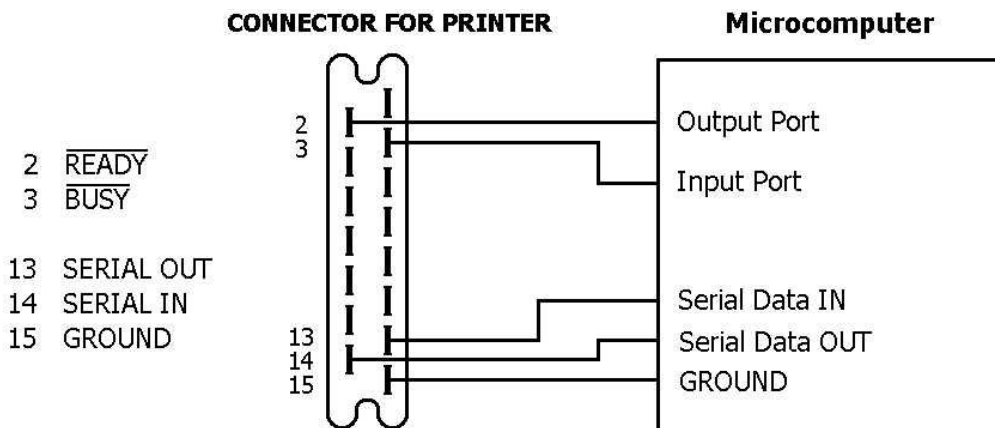 CONNECTOR FOR PRINTER
Microcomputer
2 READY
3 BUSY
13 SERIAL OUT
14 SERIAL IN
15 GROUND
2
3
13
14
15
Output Port
Input Port
Serial Data IN
Serial Data OUT
GROUND